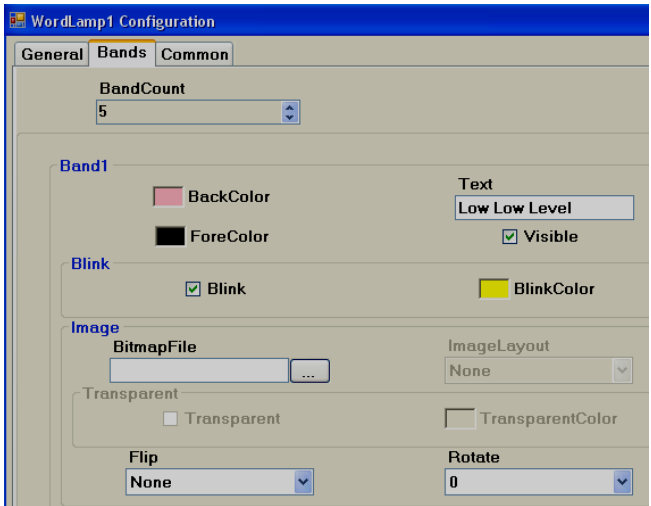 WordLamp1 Configuration
General Bands Common
BandCount
5
Band1
BackColor
Text
Low Low Level
ForeColor
Visible
Blink
Blink
BlinkColor
Image
BitmapFile
ImageLayout
...
None
Transparent
Transparent
TransparentColor
Flip
Rotate
None
0